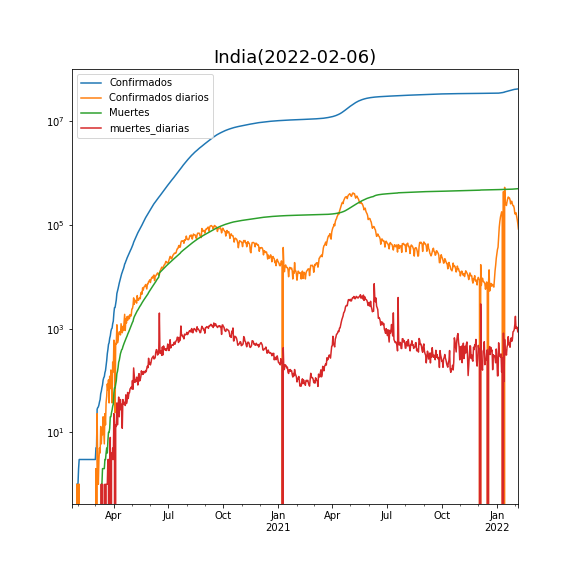 India(2022-02-06)
Confirmados
Confirmados diarios
Muertes
muertes_diarias
10^7
10^5
10^3
10^1
Apr Jul Oct Jan Apr Jul Oct Jan
2021 2022